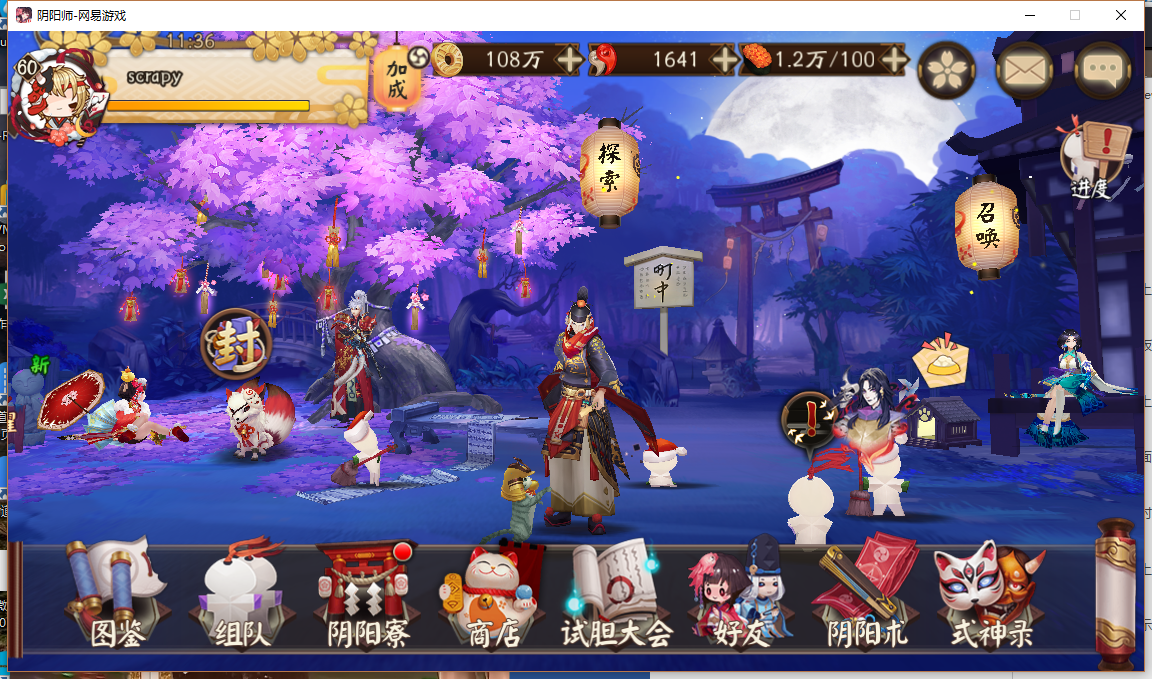 阴阳师-网易游戏
11:36
60
scrapy
加成
108万
1641
1.2万/100
探索
召唤
进度
町中
封
新
图鉴
组队
阴阳寮
商店
试胆大会
好友
阴阳术
式神录